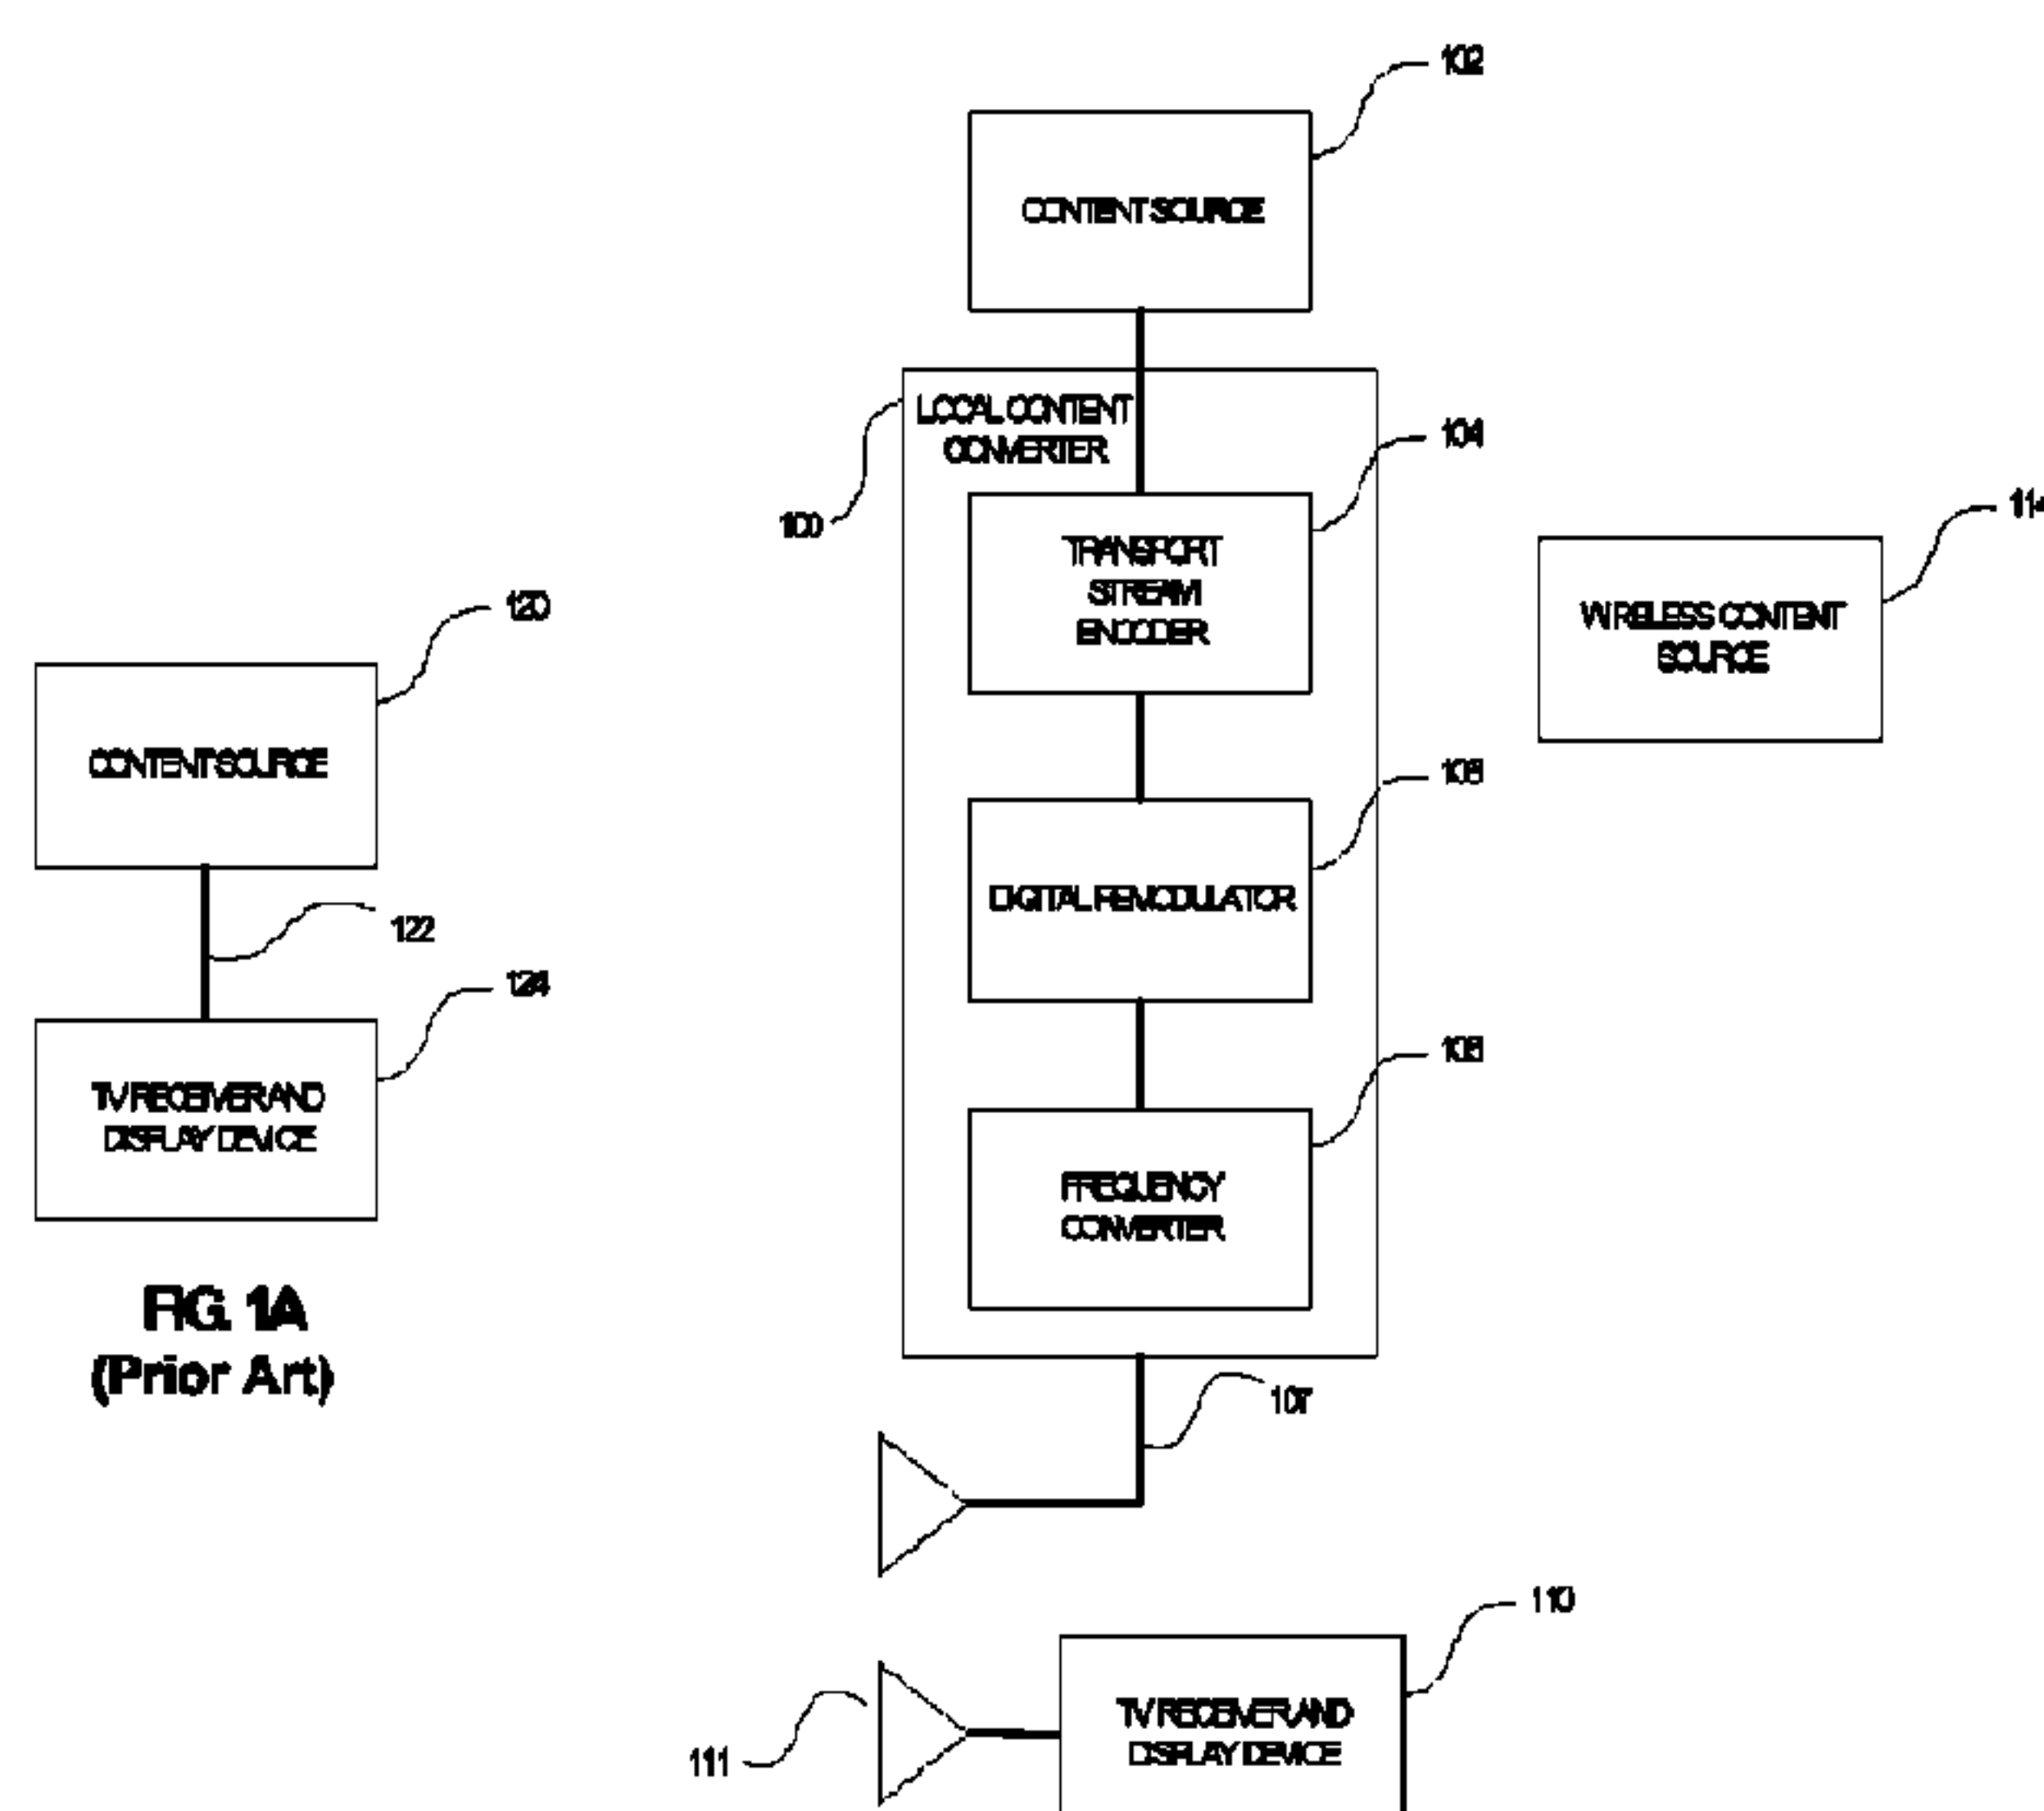 102
CONTENT SOURCE
LOCAL CONTENT
CONVERTER
104
100
TRANSPORT
STREAM
ENCODER
WIRELESS CONTENT
SOURCE
120
CONTENT SOURCE
DIGITAL REMODULATOR
122
124
TV RECEIVER AND
DISPLAY DEVICE
FREQUENCY
CONVERTER
FIG. 1A
(Prior Art)
107
110
TV RECEIVER AND
DISPLAY DEVICE
111